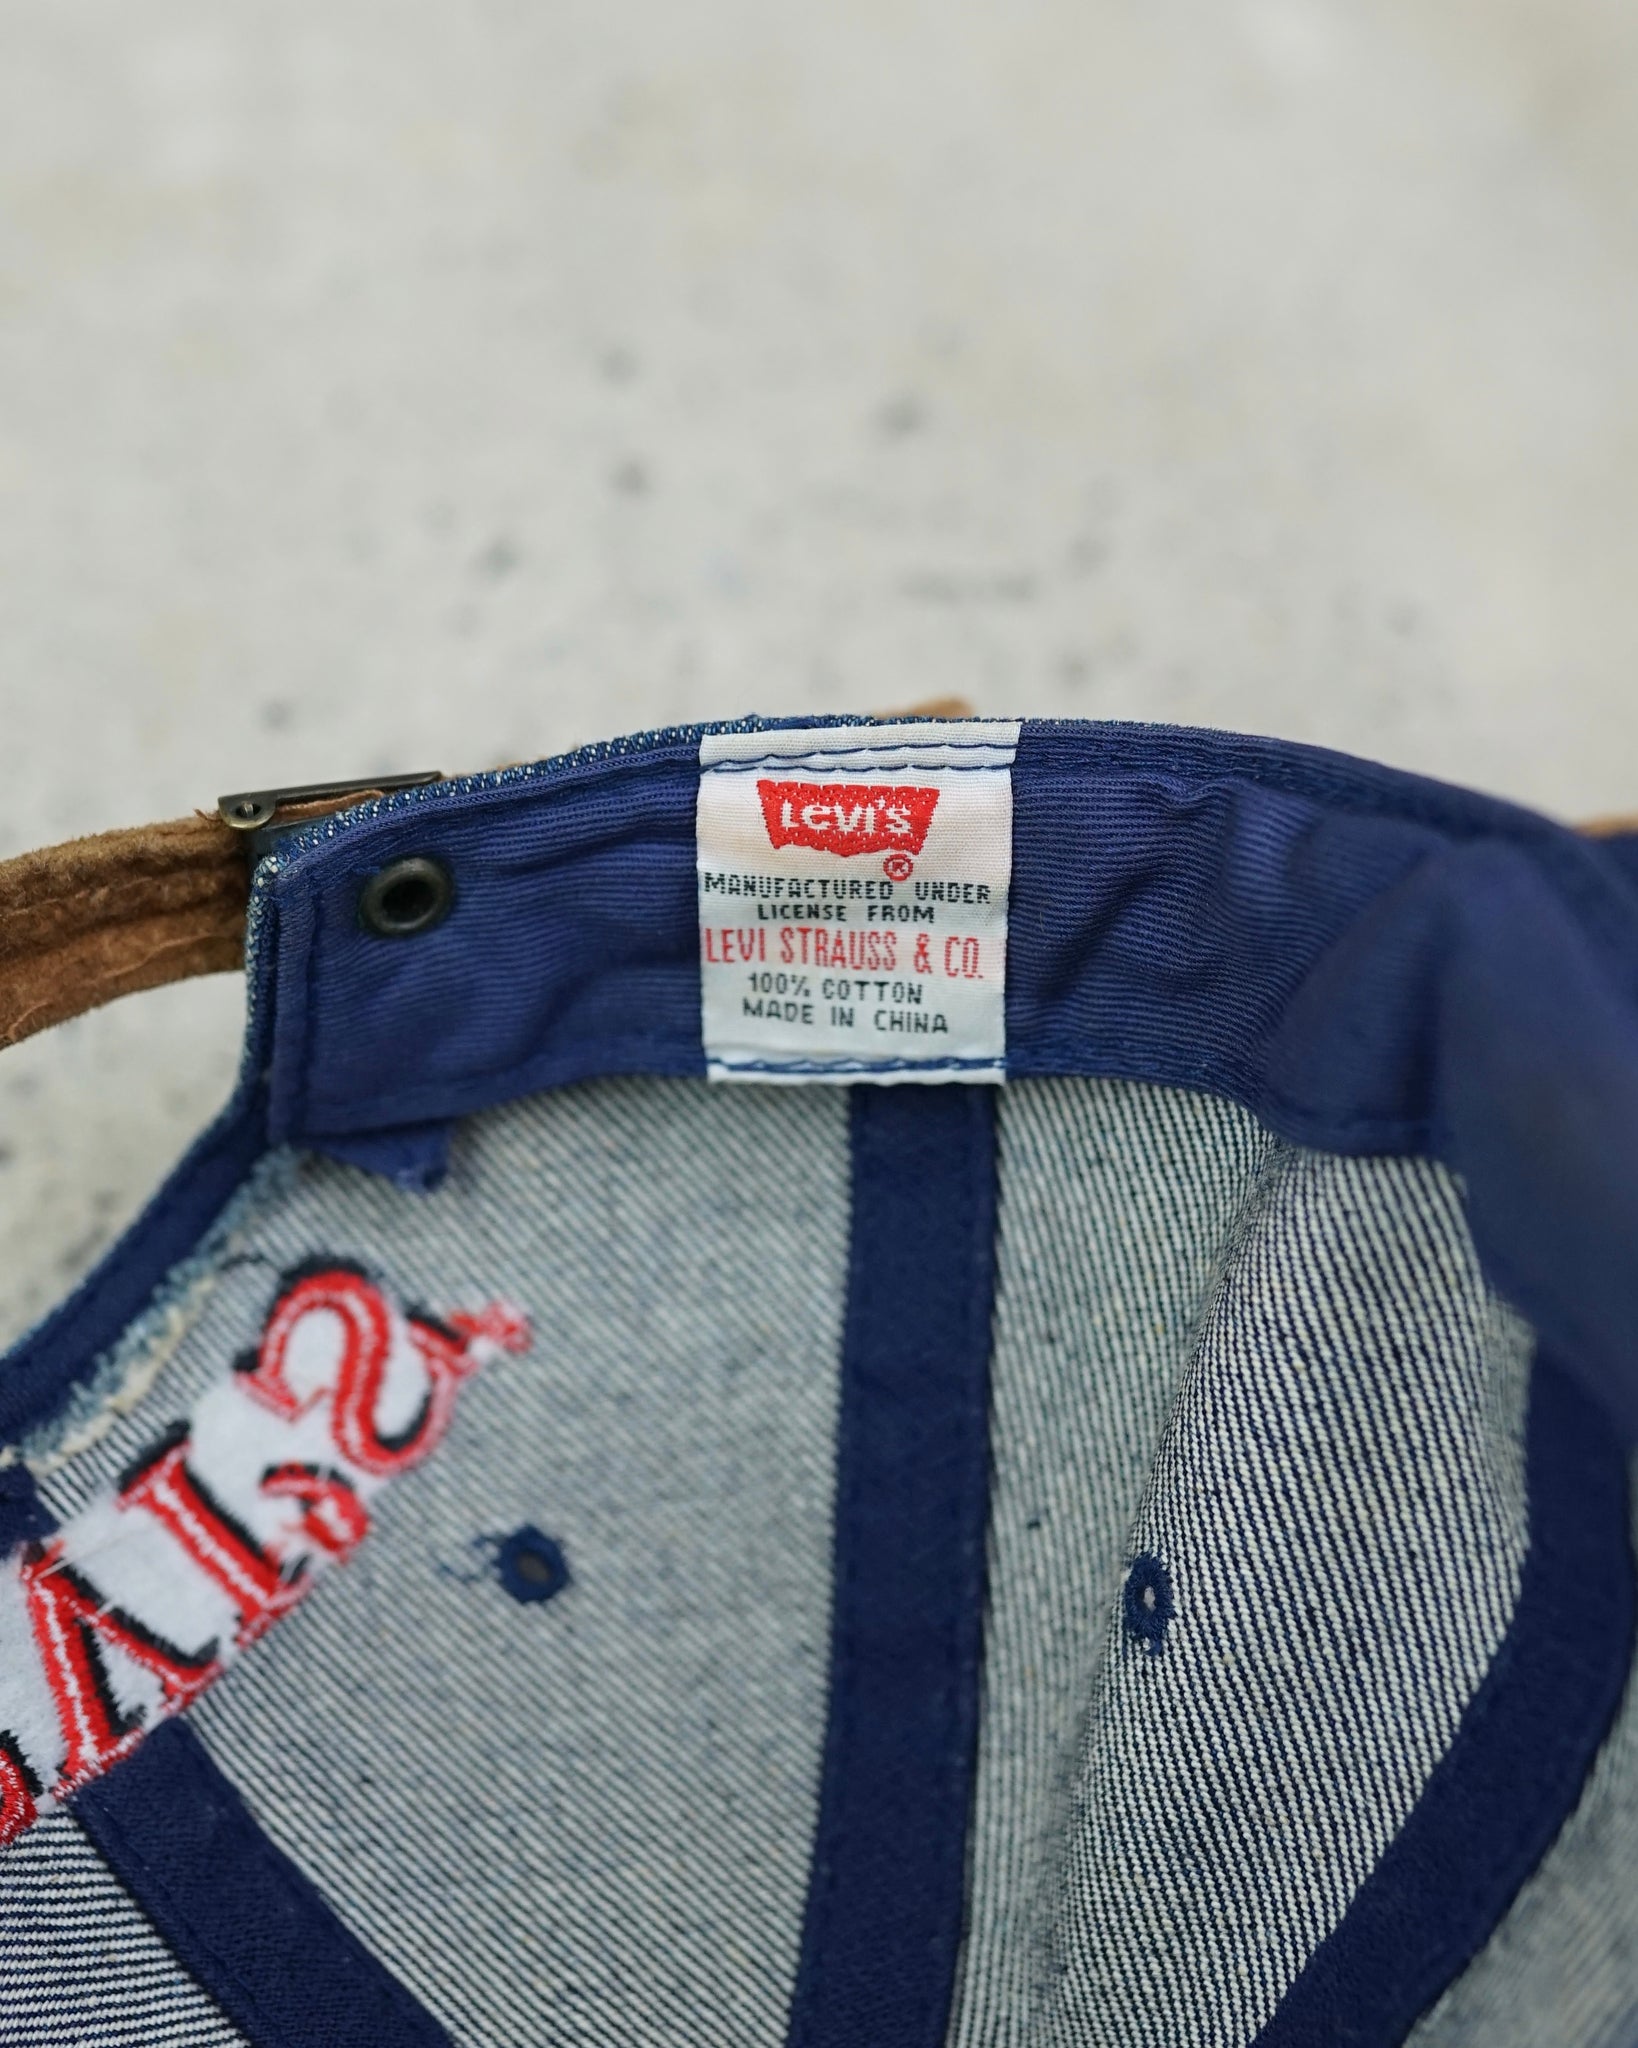 Levi's
®
MANUFACTURED UNDER
LICENSE FROM
LEVI STRAUSS & CO.
100% COTTON
MADE IN CHINA